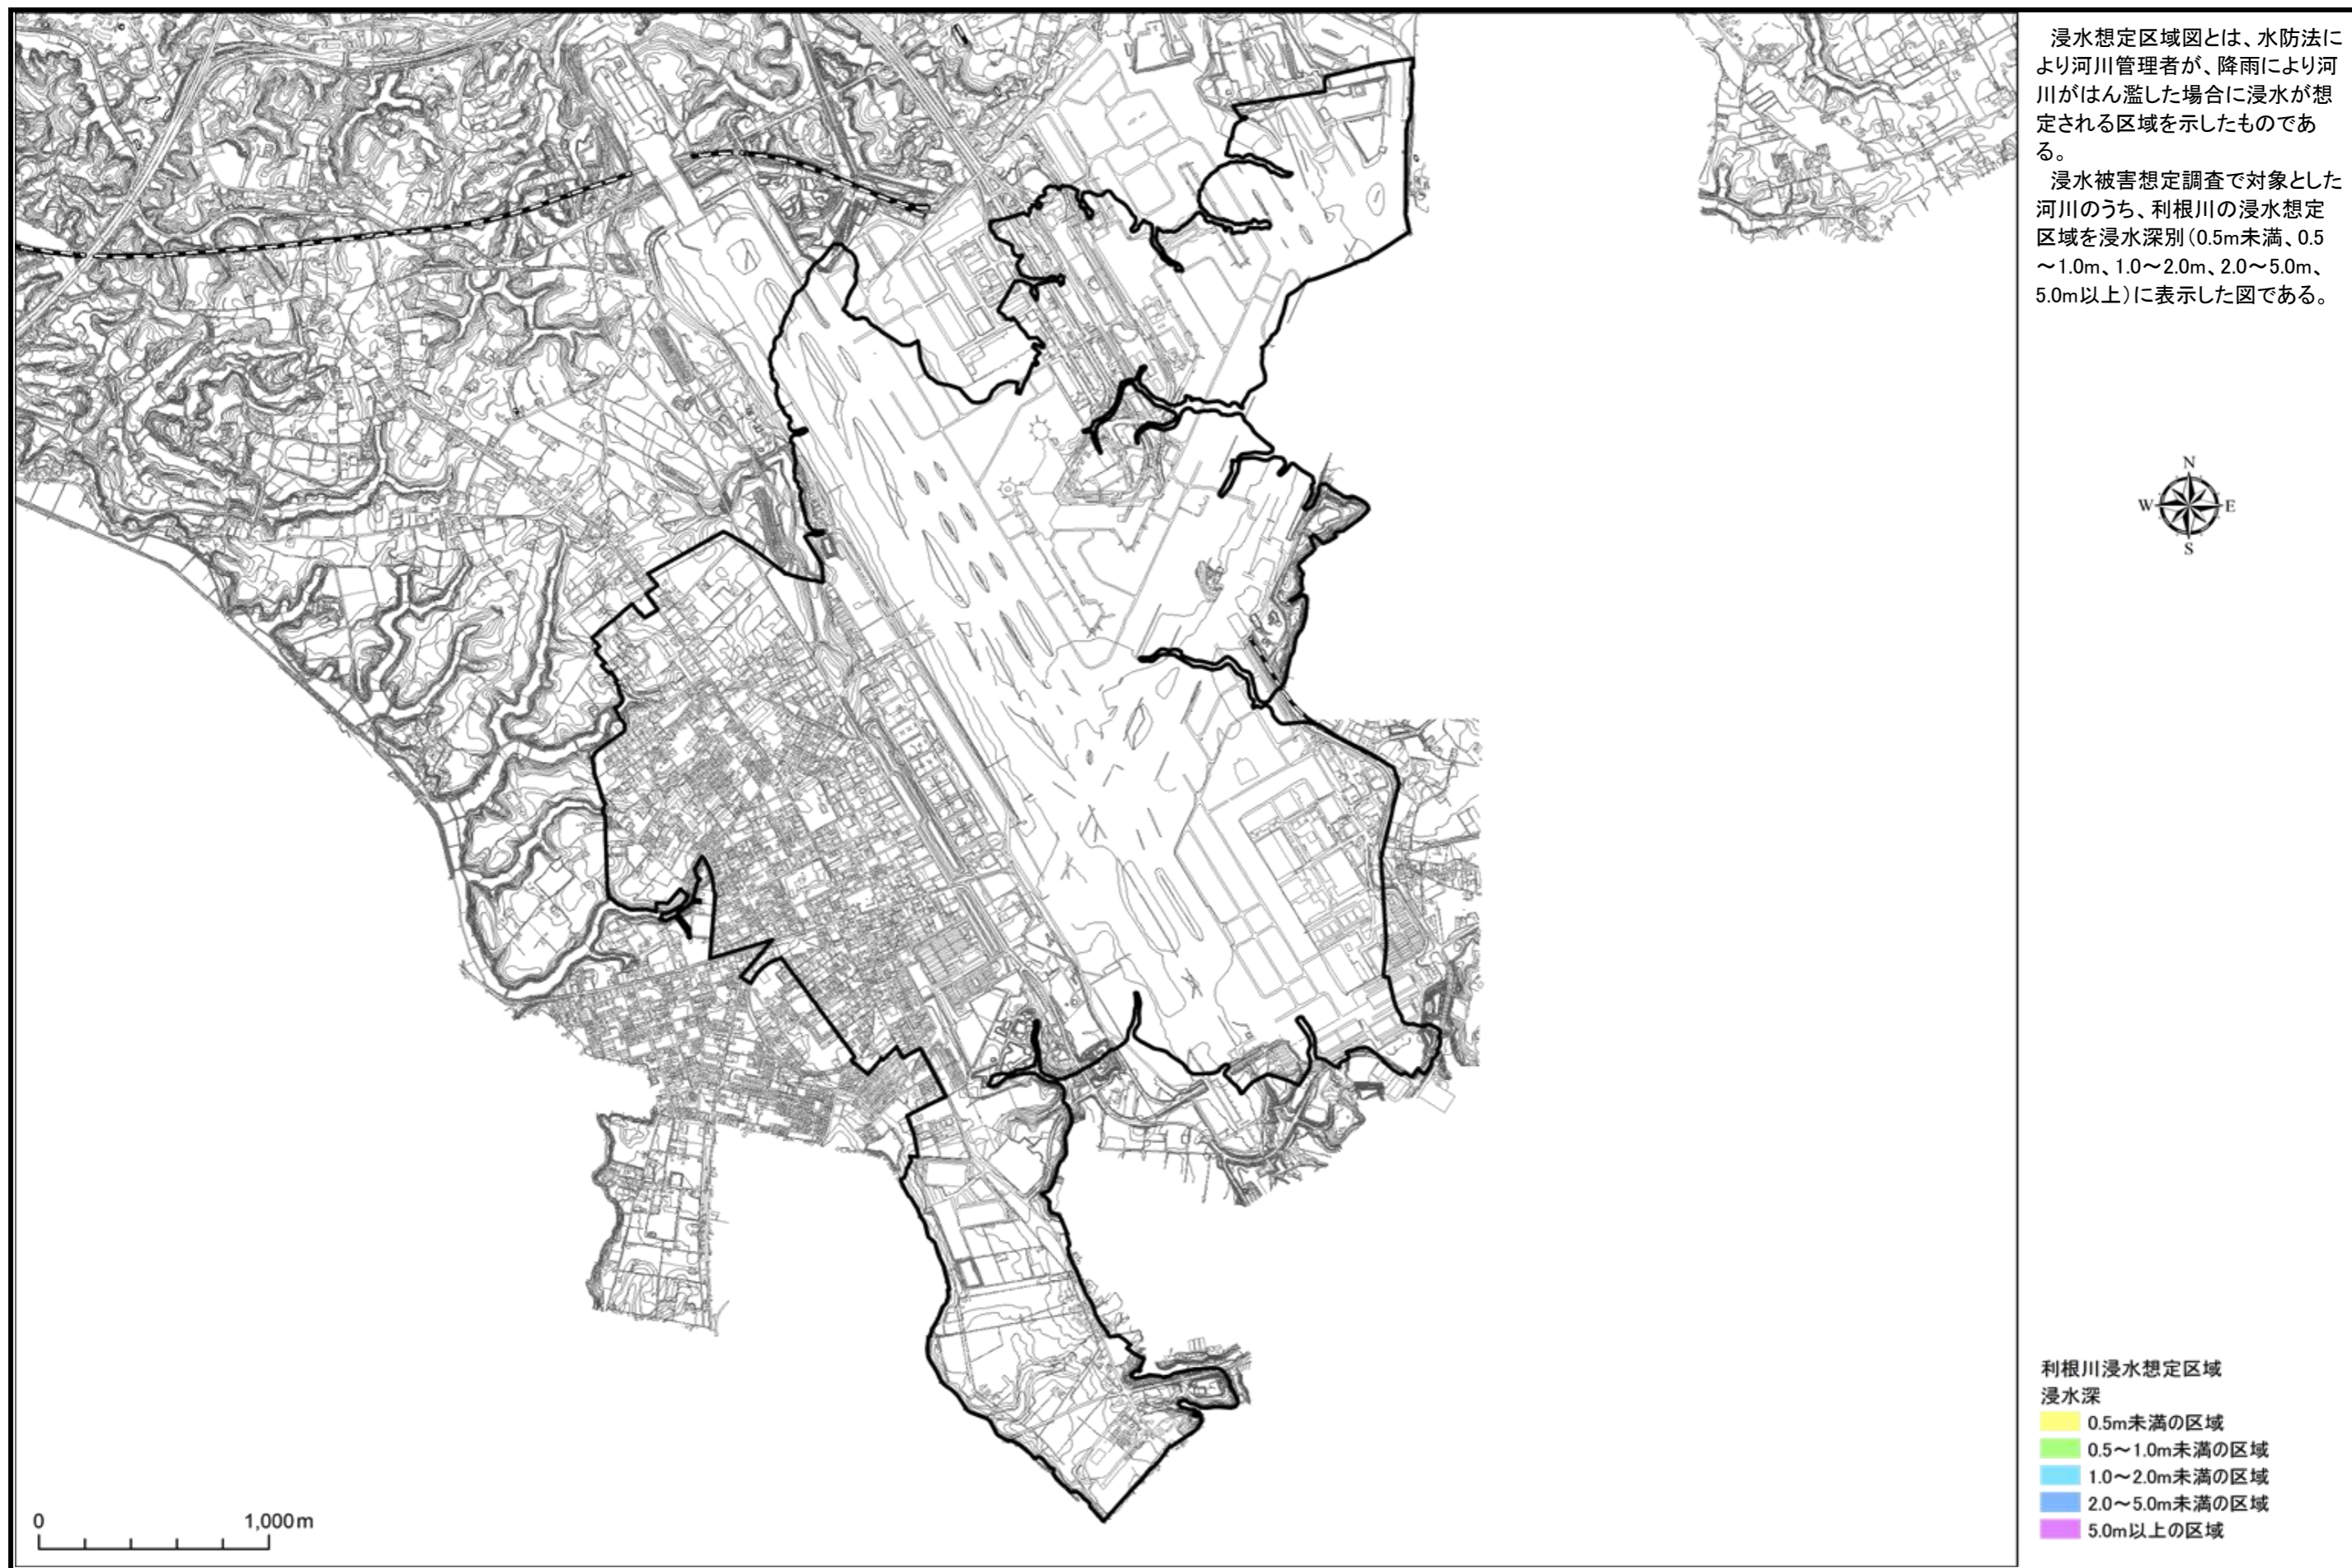 浸水想定区域図とは、水防法に
より河川管理者が、降雨により河
川がはん濫した場合に浸水が想
定される区域を示したものであ
る。
浸水被害想定調査で対象とした
河川のうち、利根川の浸水想定
区域を浸水深別（0.5m未満、0.5
～1.0m、1.0～2.0m、2.0～5.0m、
5.0m以上）に表示した図である。
N
W E
S
利根川浸水想定区域
浸水深
0.5m未満の区域
0.5～1.0m未満の区域
1.0～2.0m未満の区域
2.0～5.0m未満の区域
5.0m以上の区域
0 1,000m